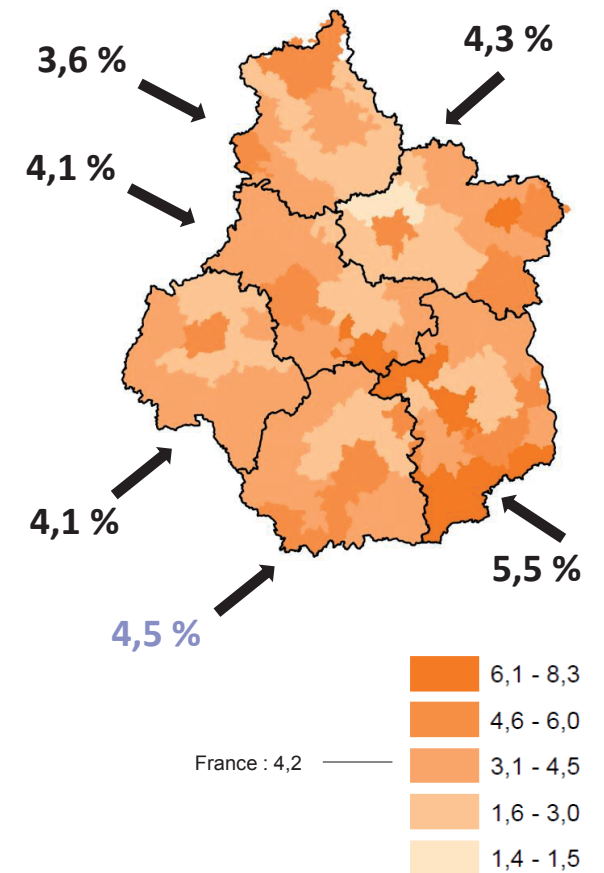 3,6 %
4,3 %
4,1 %
4,1 %
5,5 %
4,5 %
6,1 - 8,3
4,6 - 6,0
France : 4,2
3,1 - 4,5
1,6 - 3,0
1,4 - 1,5